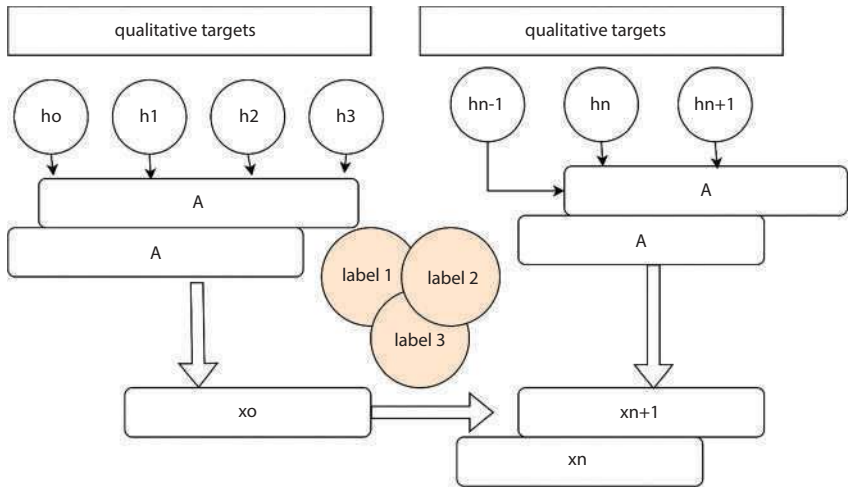 qualitative targets
qualitative targets
ho
h1
h2
h3
hn-1
hn
hn+1
A
A
A
A
label 1
label 2
label 3
xo
xn+1
xn